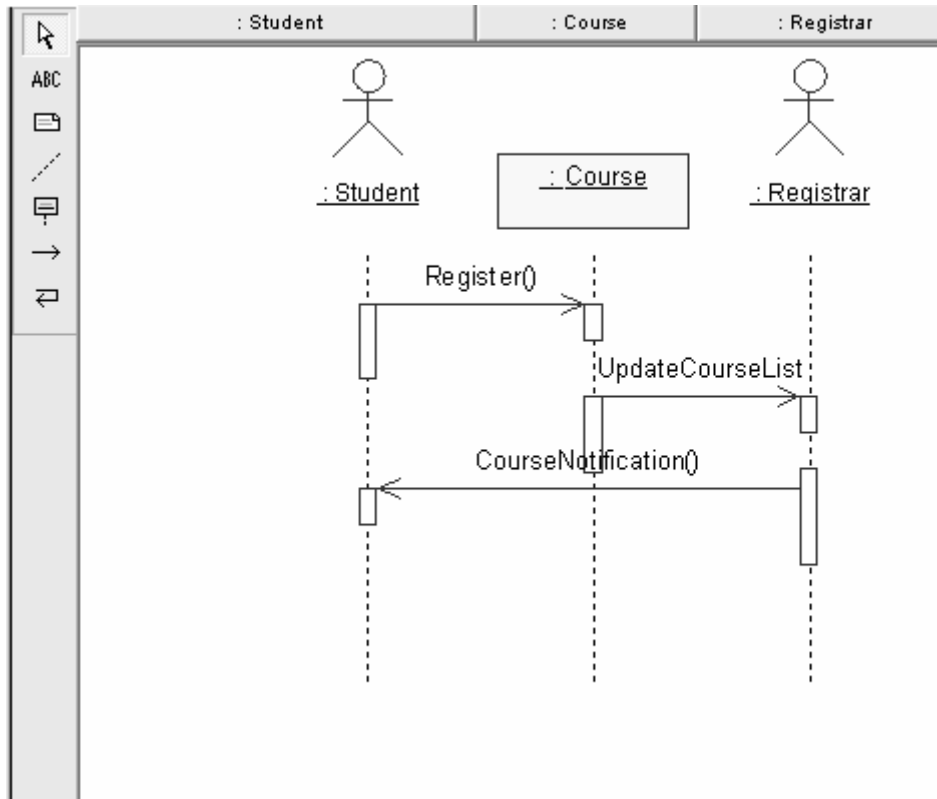 : Student
: Course
: Registrar
ABC
: Student
: Course
: Registrar
Register()
UpdateCourseList
CourseNotification()